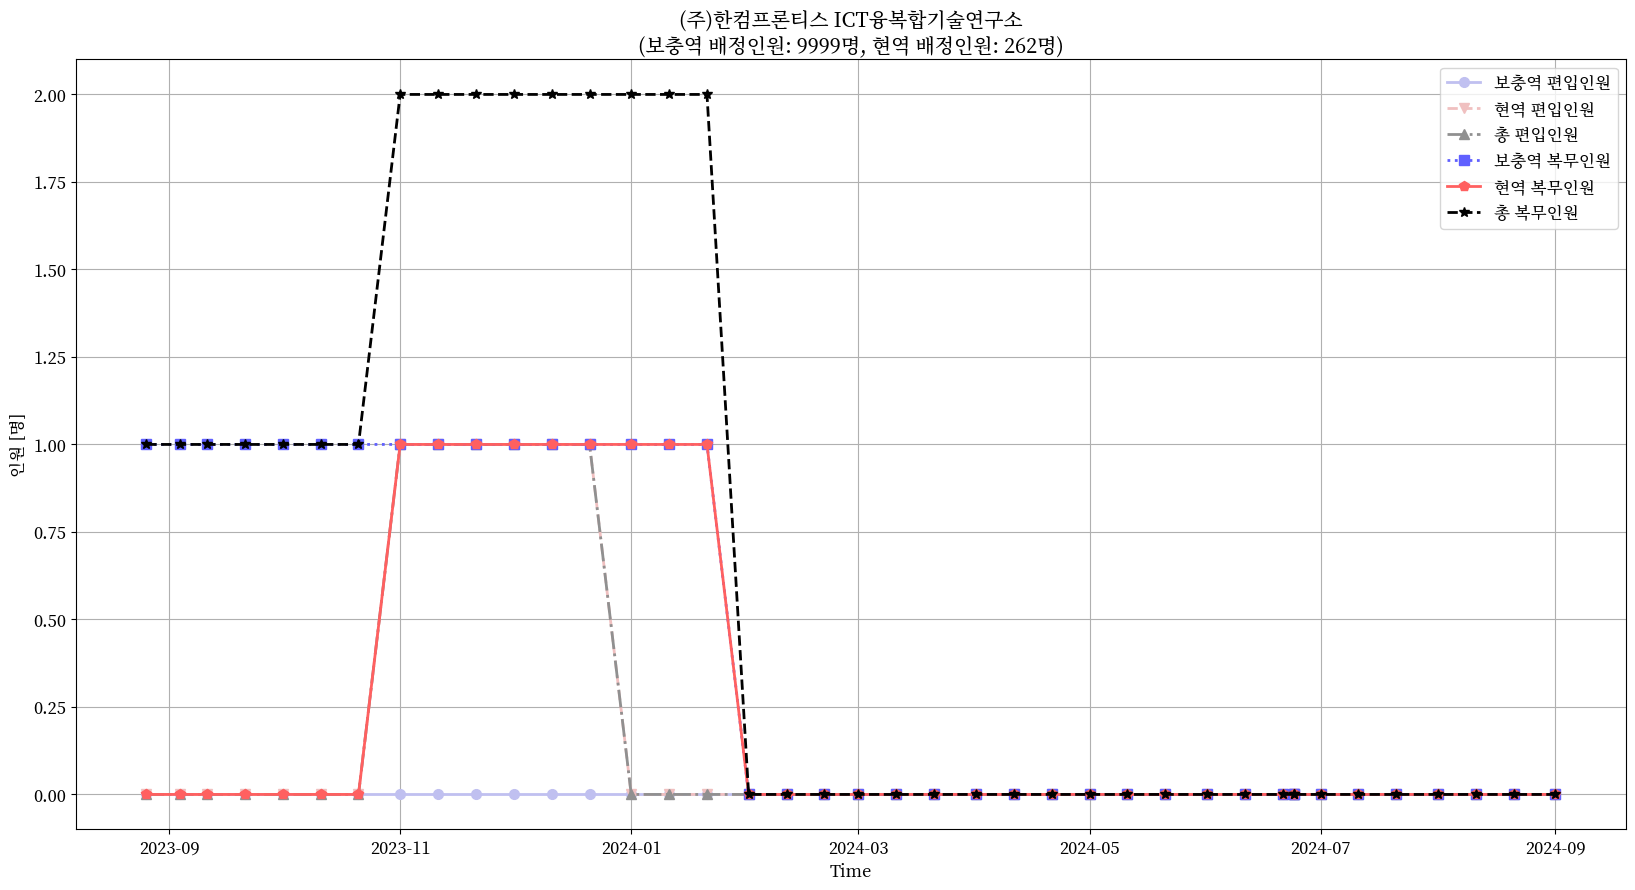 (주)한컴프론티스 ICT융복합기술연구소
(보충역 배정인원: 9999명, 현역 배정인원: 262명)
보충역 편입인원
현역 편입인원
총 편입인원
보충역 복무인원
현역 복무인원
총 복무인원
인원 [명]
2.00
1.75
1.50
1.25
1.00
0.75
0.50
0.25
0.00
2023-09
2023-11
2024-01
2024-03
2024-05
2024-07
2024-09
Time